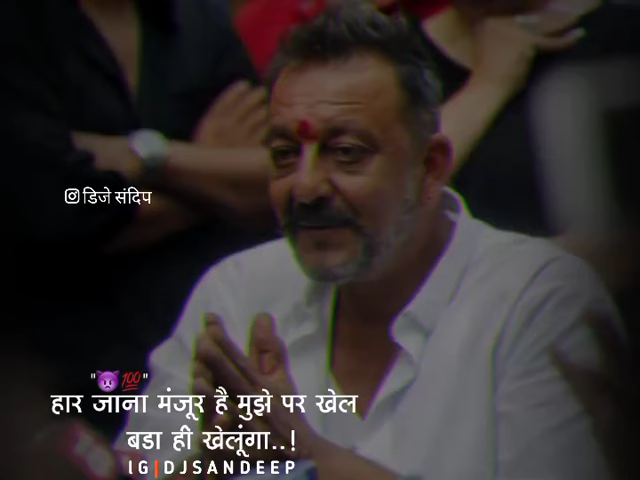 डिजे संदिप
"😈💯"
हार जाना मंजूर है मुझे पर खेल
बडा ही खेलूंगा..!
IG|DJSANDEEP